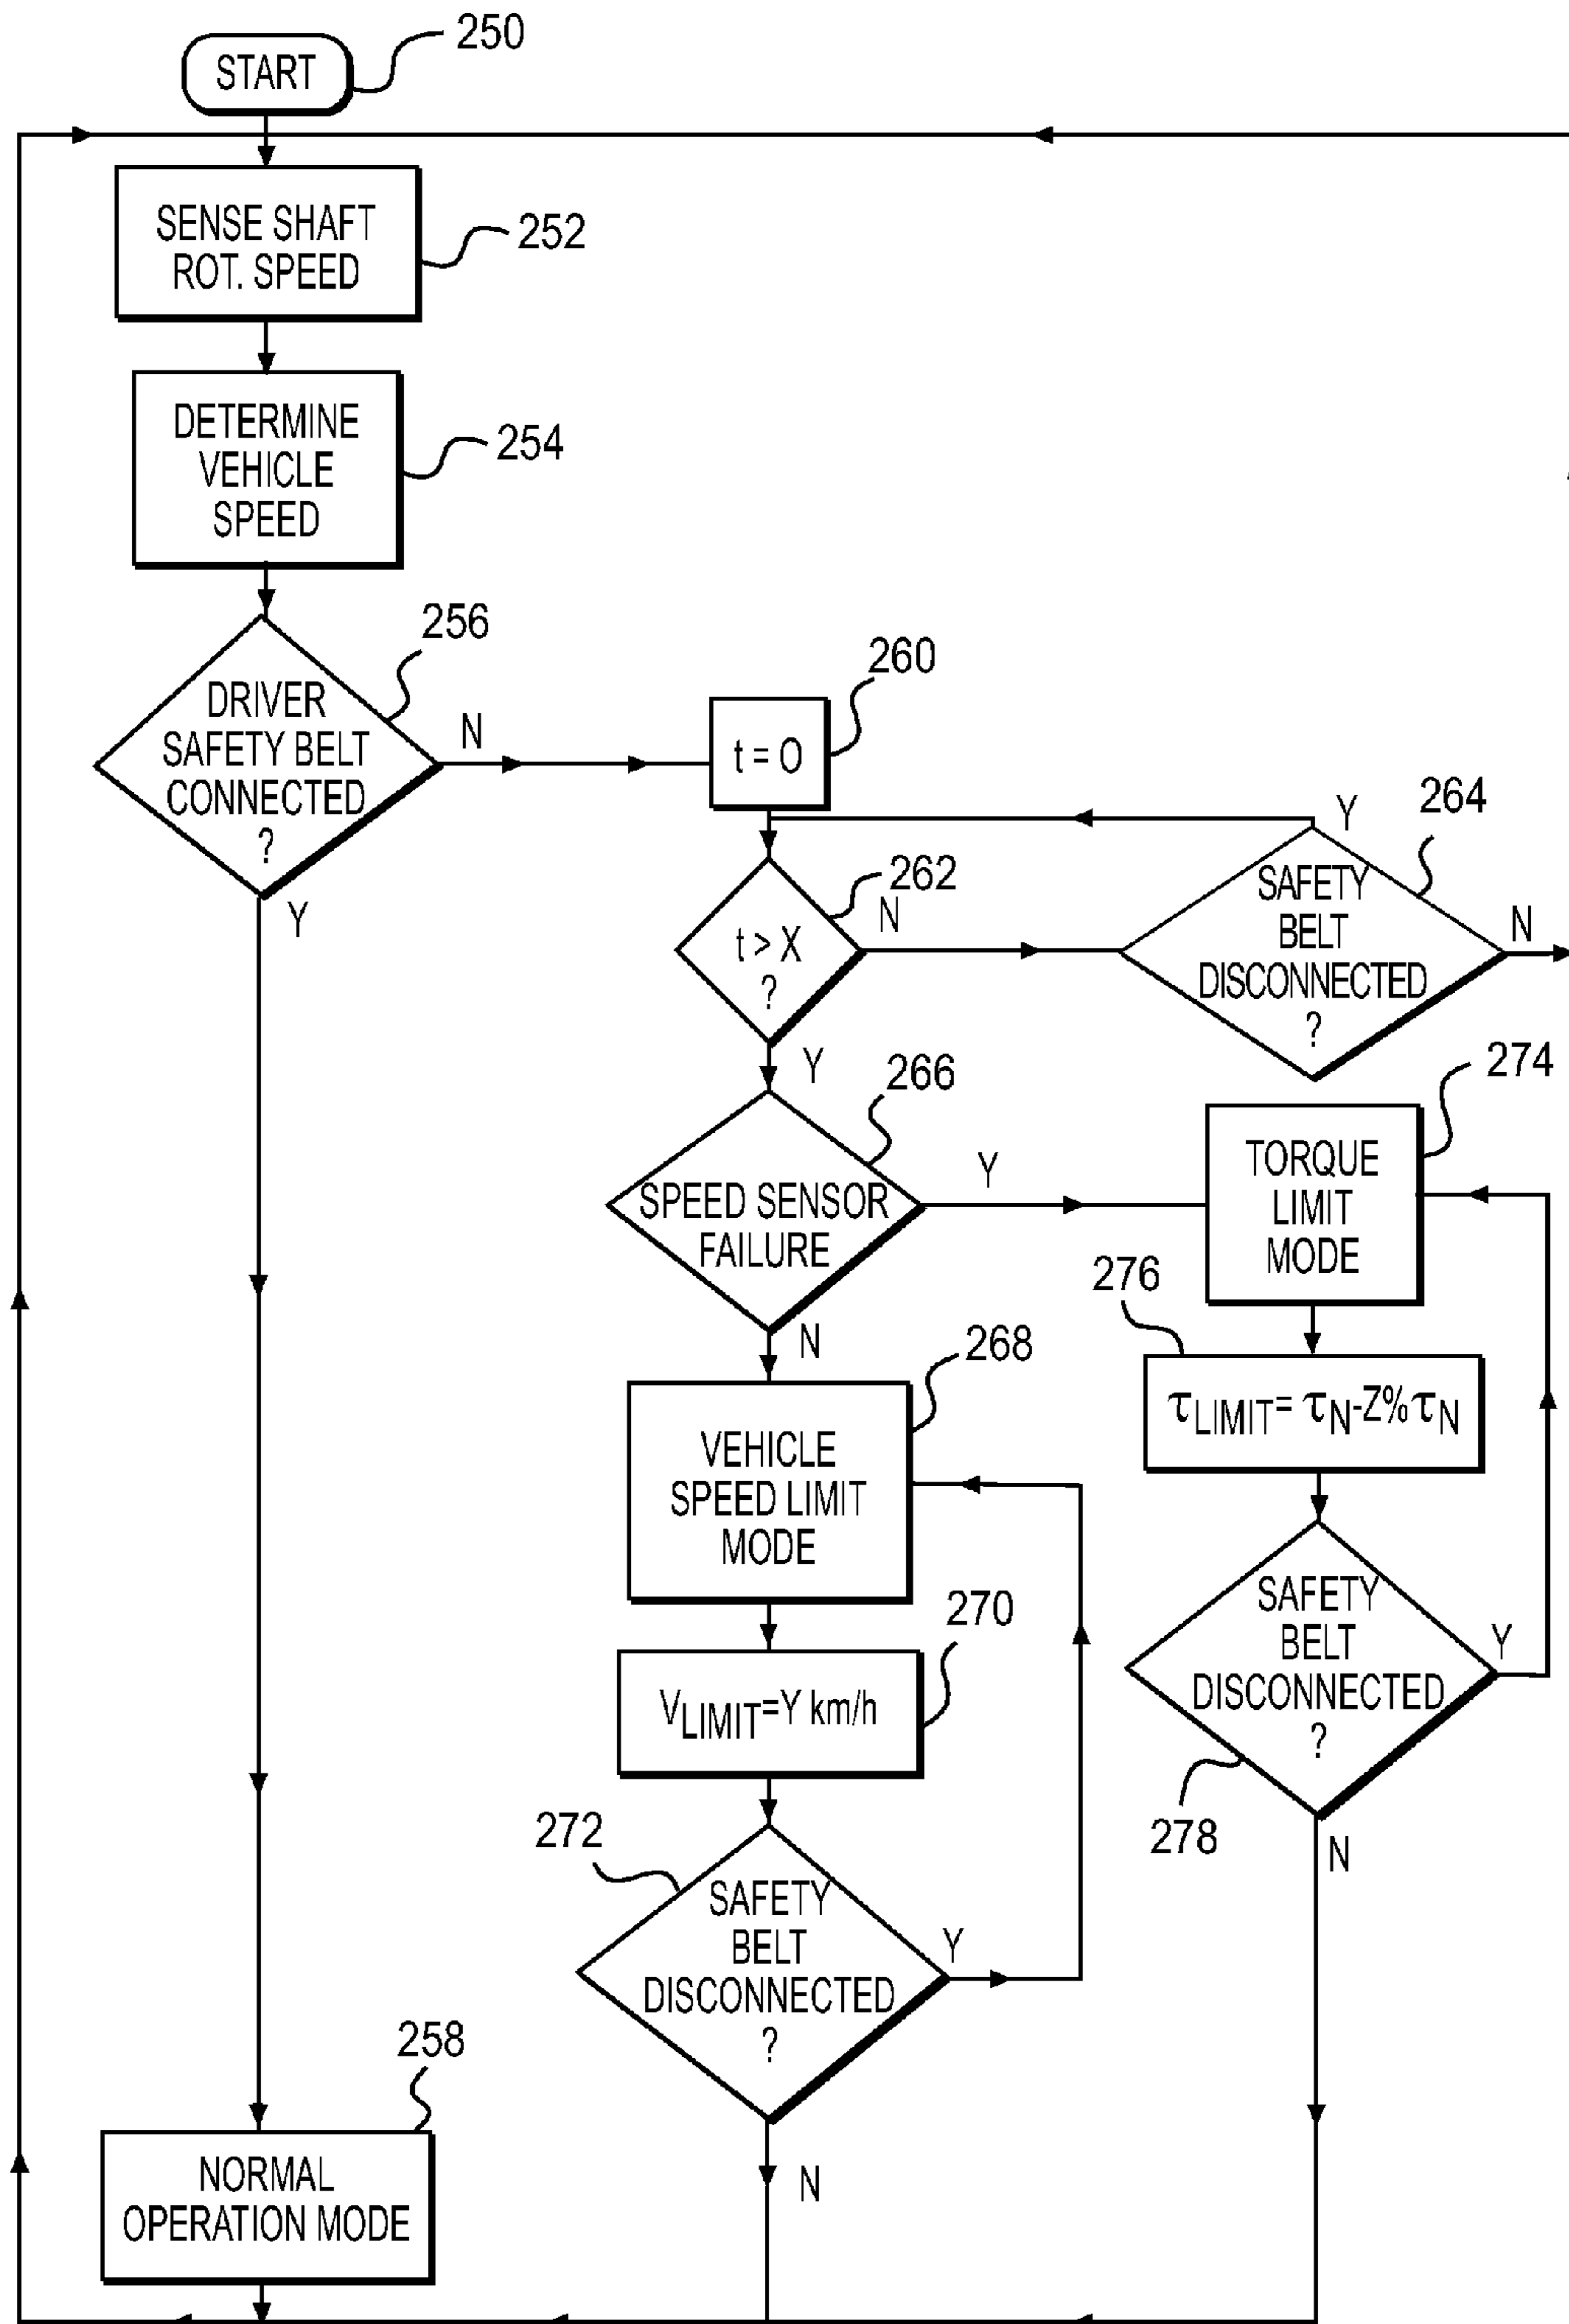 250
START
SENSE SHAFT
ROT. SPEED
252
DETERMINE
VEHICLE
SPEED
254
256
DRIVER
SAFETY BELT
CONNECTED
?
N
Y
260
t = O
262
t > X
?
N
Y
264
Y
SAFETY
BELT
DISCONNECTED
?
N
266
SPEED SENSOR
FAILURE
Y
N
274
TORQUE
LIMIT
MODE
276
τLIMIT= τN-Z%τN
268
VEHICLE
SPEED LIMIT
MODE
270
VLIMIT=Y km/h
SAFETY
BELT
DISCONNECTED
?
Y
278
N
272
SAFETY
BELT
DISCONNECTED
?
Y
N
258
NORMAL
OPERATION MODE